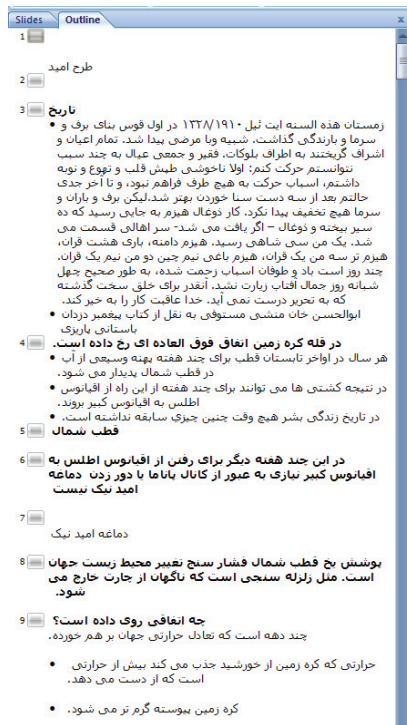 Slides Outline x
1
طرح امید
2
3 تاریخ
• زمستان هذه السنه ایت ئیل ۱۳۲۸/۱۹۱۰ در اول قوس بنای برف و
سرما و بارندگی گذاشت. شبیه وبا مرضی پیدا شد. تمام اعیان و
اشراف گریختند به اطراف بلوکات. فقیر و جمعی عیال به چند سبب
نتوانستم حرکت کنم: اولا ناخوشی طپش قلب و تهوع و نوبه
داشتم، اسباب حرکت به هیچ طرف فراهم نبود، و تا آخر جدی
حالتم بعد از سه دست سنا خوردن بهتر شد.لیکن برف و باران و
سرما هیچ تخفیف پیدا نکرد. کار ذوغال هیزم به جایی رسید که ده
سیر بیخته و ذوغال – اگر یافت می شد- سر اهالی قسمت می
شد. یک من سی شاهی رسید. هیزم دامنه، باری هشت قران،
هیزم تر سه من یک قران، هیزم باغی نیم چین دو من نیم یک قران.
چند روز است باد و طوفان اسباب زحمت شده، به طور صحیح چهل
شبانه روز جمال آفتاب زیارت نشد. آنقدر برای خلق سخت گذشته
که به تحریر درست نمی آید. خدا عاقبت کار را به خیر کند.
• ابوالحسن خان منشی مستوفی به نقل از کتاب پیغمبر دزدان
باستانی پاریزی
4 در قله کره زمین اتفاق فوق العاده ای رخ داده است.
• هر سال در اواخر تابستان قطب برای چند هفته پهنه وسیعی از آب
در قطب شمال پدیدار می شود.
• در نتیجه کشتی ها می توانند برای چند هفته از این راه از اقیانوس
اطلس به اقیانوس کبیر بروند.
• در تاریخ زندگی بشر هیچ وقت چنین چیزی سابقه نداشته است.
5 قطب شمال
6 در این چند هفته دیگر برای رفتن از اقیانوس اطلس به
اقیانوس کبیر نیازی به عبور از کانال پاناما یا دور زدن دماغه
امید نیک نیست
7
دماغه امید نیک
8 پوشش یخ قطب شمال فشار سنج تغییر محیط زیست جهان
است. مثل زلزله سنجی است که ناگهان از چارت خارج می
شود.
9 چه اتفاقی روی داده است؟
چند دهه است که تعادل حرارتی جهان بر هم خورده.
• حرارتی که کره زمین از خورشید جذب می کند بیش از حرارتی
است که از دست می دهد.
• کره زمین پیوسته گرم تر می شود.